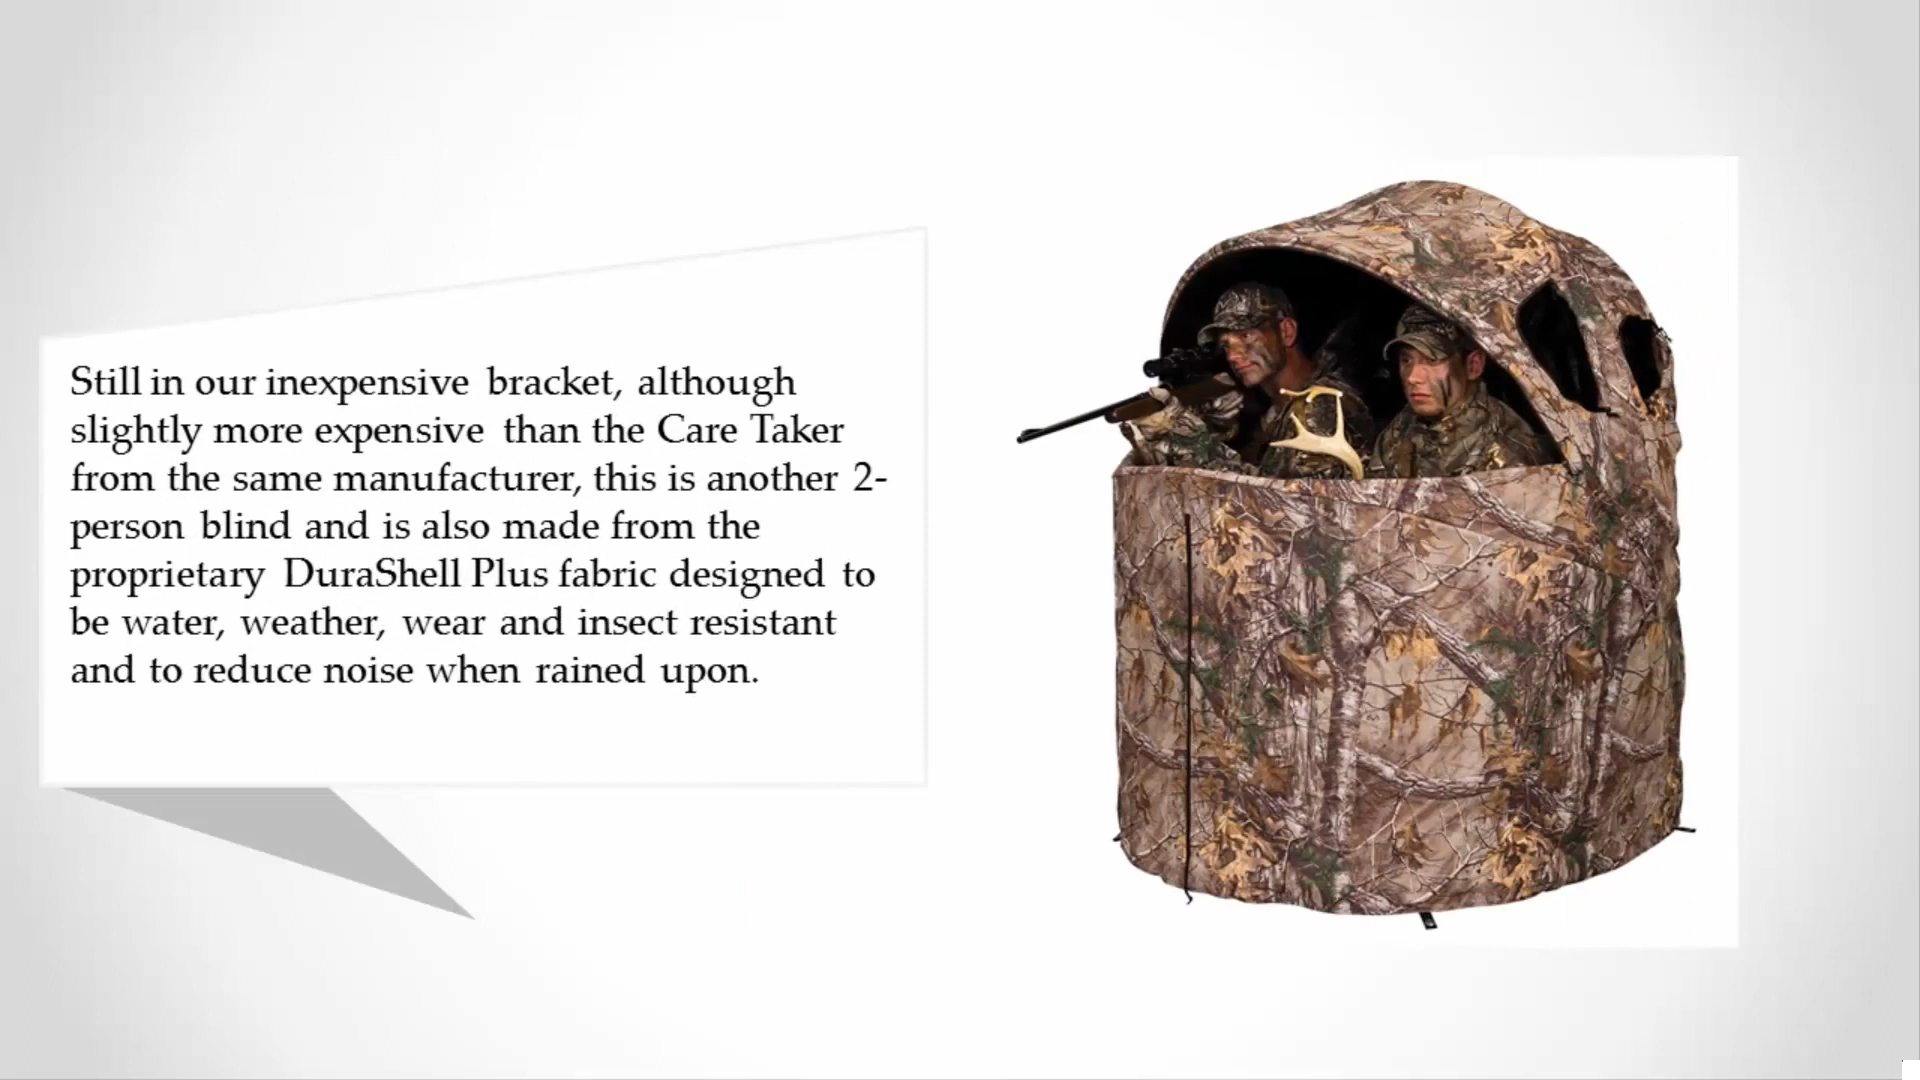 Still in our inexpensive bracket, although
slightly more expensive than the Care Taker
from the same manufacturer, this is another 2-
person blind and is also made from the
proprietary DuraShell Plus fabric designed to
be water, weather, wear and insect resistant
and to reduce noise when rained upon.